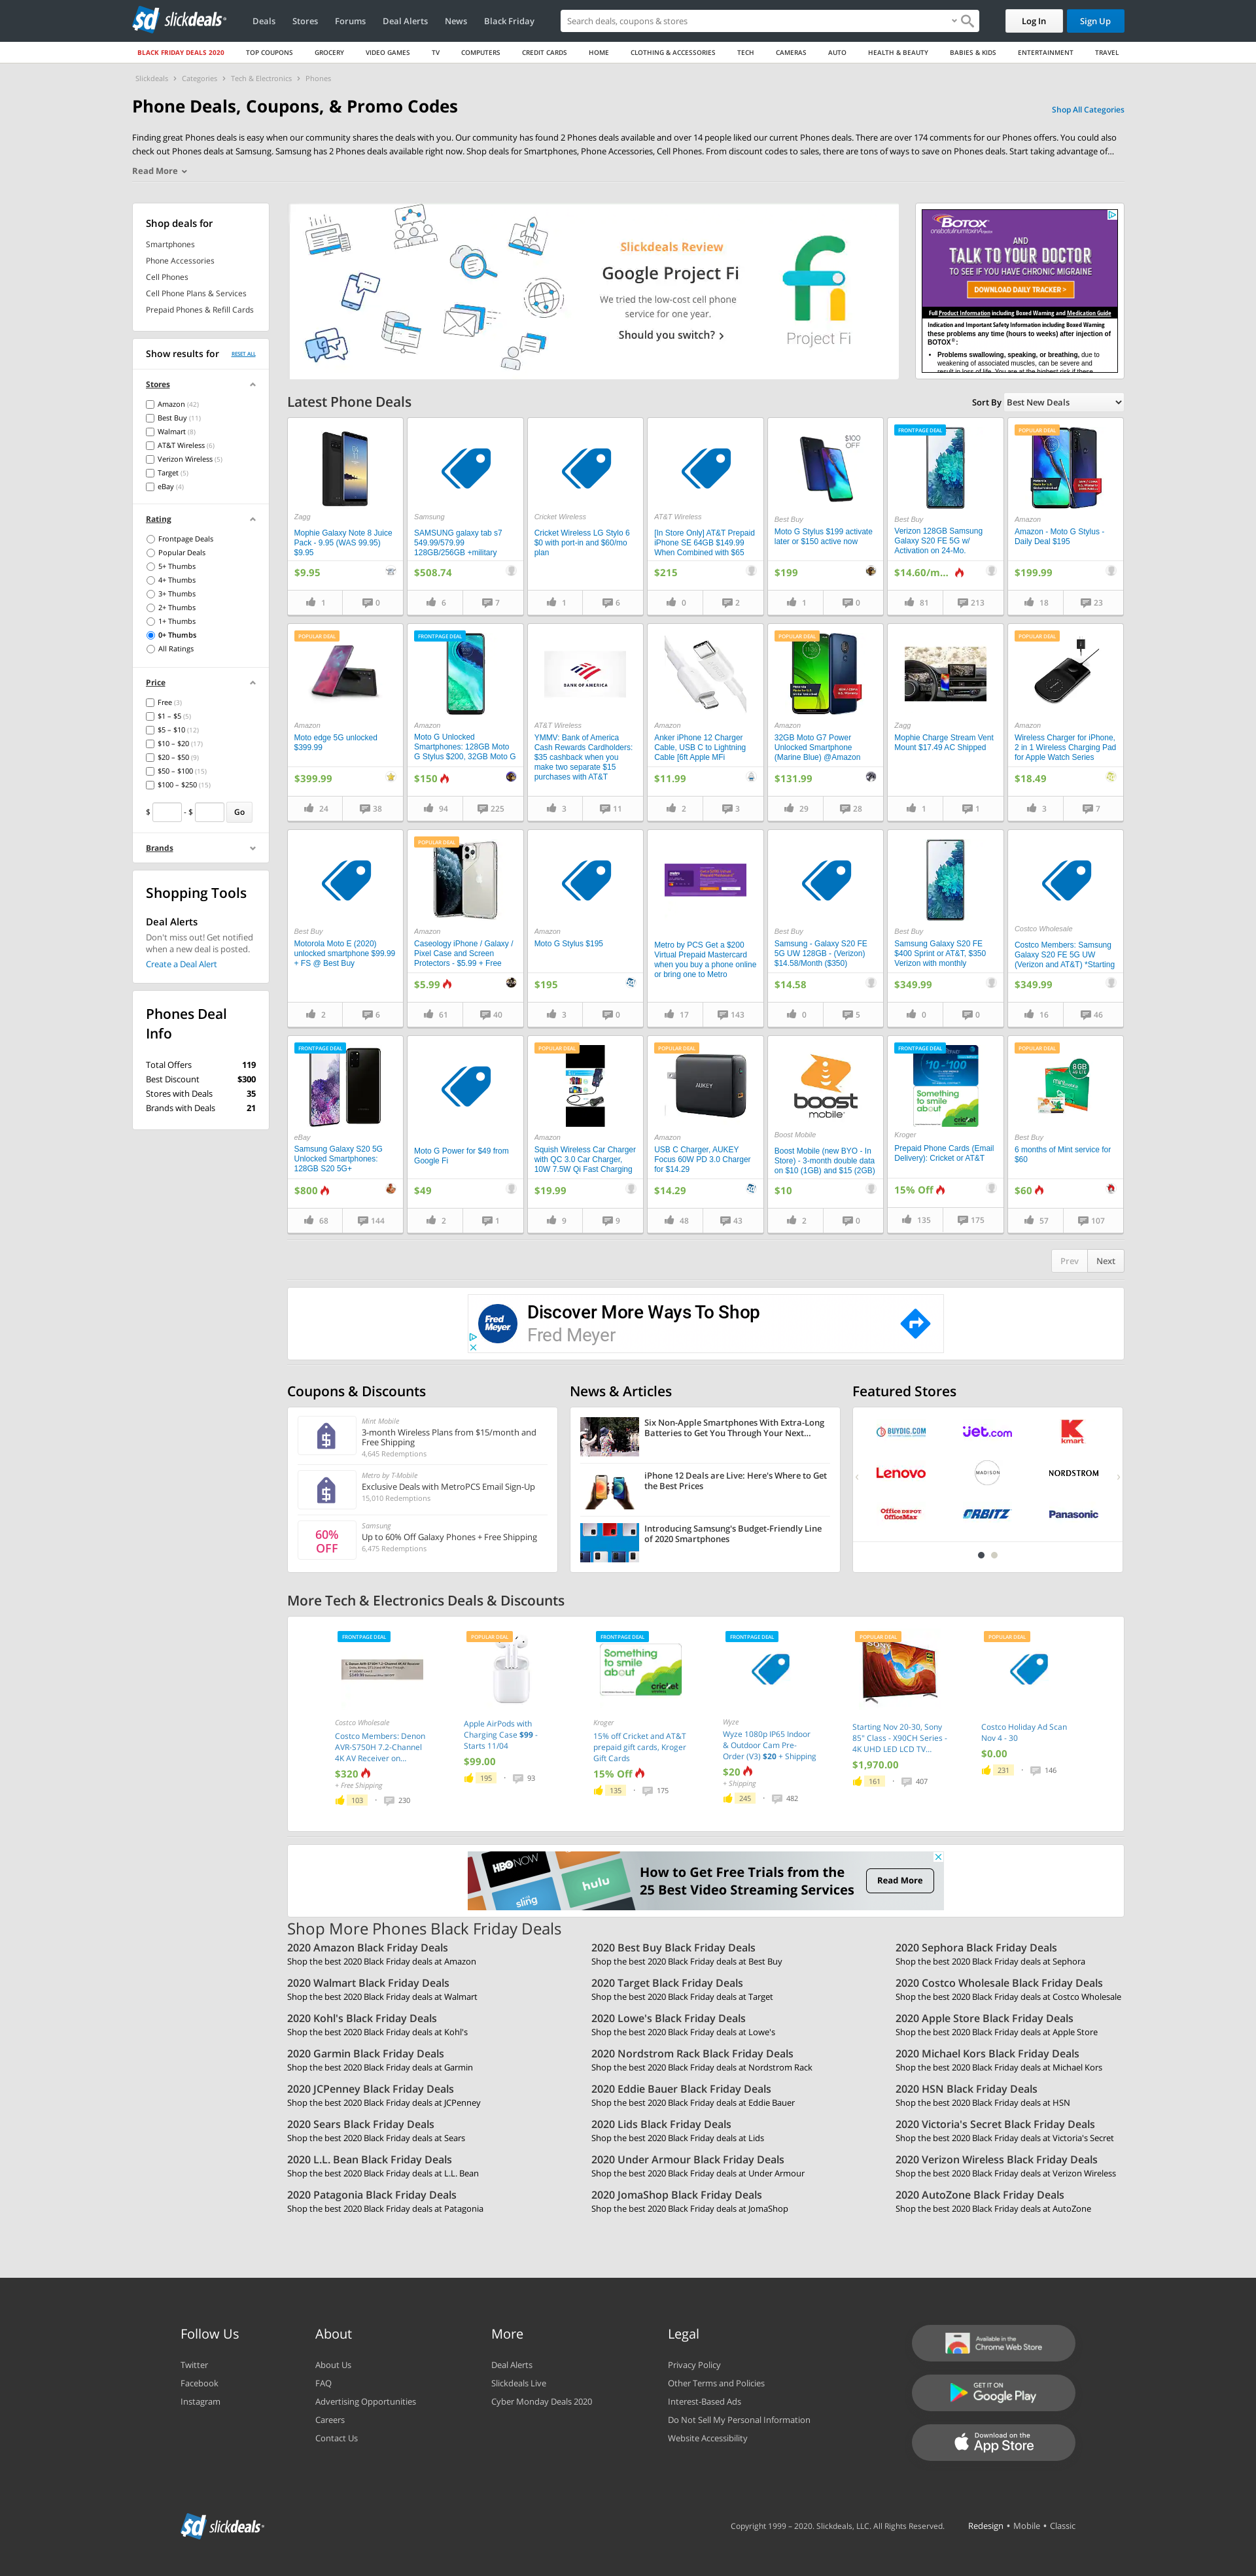 slickdeals
Deals Stores Forums Deal Alerts News Black Friday
Search deals, coupons & stores
Log In Sign Up
BLACK FRIDAY DEALS 2020 TOP COUPONS GROCERY VIDEO GAMES TV COMPUTERS CREDIT CARDS HOME CLOTHING & ACCESSORIES TECH CAMERAS AUTO HEALTH & BEAUTY BABIES & KIDS ENTERTAINMENT TRAVEL
Slickdeals › Categories › Tech & Electronics › Phones
Phone Deals, Coupons, & Promo Codes
Shop All Categories
Finding great Phones deals is easy when our community shares the deals with you. Our community has found 2 Phones deals available and over 14 people liked our current Phones deals. There are over 174 comments for our Phones offers. You could also
check out Phones deals at Samsung. Samsung has 2 Phones deals available right now. Shop deals for Smartphones, Phone Accessories, Cell Phones. From discount codes to sales, there are tons of ways to save on Phones deals. Start taking advantage of...
Read More
Shop deals for
Smartphones
Phone Accessories
Cell Phones
Cell Phone Plans & Services
Prepaid Phones & Refill Cards
Show results for RESET ALL
Stores
Amazon (42)
Best Buy (11)
Walmart (8)
AT&T Wireless (6)
Verizon Wireless (5)
Target (5)
eBay (4)
Rating
Frontpage Deals
Popular Deals
5+ Thumbs
4+ Thumbs
3+ Thumbs
2+ Thumbs
1+ Thumbs
0+ Thumbs
All Ratings
Price
Free (3)
$1 – $5 (5)
$5 – $10 (12)
$10 – $20 (17)
$20 – $50 (9)
$50 – $100 (15)
$100 – $250 (15)
$ - $ Go
Brands
Shopping Tools
Deal Alerts
Don't miss out! Get notified
when a new deal is posted.
Create a Deal Alert
Phones Deal
Info
Total Offers 119
Best Discount $300
Stores with Deals 35
Brands with Deals 21
Slickdeals Review
Google Project Fi
We tried the low-cost cell phone
service for one year.
Should you switch? ›
Project Fi
BOTOX
onabotulinumtoxinA
AND
TALK TO YOUR DOCTOR
TO SEE IF YOU HAVE CHRONIC MIGRAINE
DOWNLOAD DAILY TRACKER >
Full Product Information including Boxed Warning and Medication Guide
Indication and Important Safety Information including Boxed Warning
these problems any time (hours to weeks) after injection of
BOTOX®:
• Problems swallowing, speaking, or breathing, due to
weakening of associated muscles, can be severe and
result in loss of life. You are at the highest risk if these
Latest Phone Deals
Sort By Best New Deals
Zagg
Mophie Galaxy Note 8 Juice
Pack - 9.95 (WAS 99.95)
$9.95
$9.95
1 0
Samsung
SAMSUNG galaxy tab s7
549.99/579.99
128GB/256GB +military
$508.74
6 7
Cricket Wireless
Cricket Wireless LG Stylo 6
$0 with port-in and $60/mo
plan
1 6
AT&T Wireless
[In Store Only] AT&T Prepaid
iPhone SE 64GB $149.99
When Combined with $65
$215
0 2
$100
OFF
Best Buy
Moto G Stylus $199 activate
later or $150 active now
$199
1 0
FRONTPAGE DEAL
Best Buy
Verizon 128GB Samsung
Galaxy S20 FE 5G w/
Activation on 24-Mo.
$14.60/m...
81 213
POPULAR DEAL
Amazon
Amazon - Moto G Stylus -
Daily Deal $195
$199.99
18 23
POPULAR DEAL
Amazon
Moto edge 5G unlocked
$399.99
$399.99
24 38
FRONTPAGE DEAL
Amazon
Moto G Unlocked
Smartphones: 128GB Moto
G Stylus $200, 32GB Moto G
$150
94 225
BANK OF AMERICA
AT&T Wireless
YMMV: Bank of America
Cash Rewards Cardholders:
$35 cashback when you
make two separate $15
purchases with AT&T
3 11
Amazon
Anker iPhone 12 Charger
Cable, USB C to Lightning
Cable [6ft Apple MFi
$11.99
2 3
POPULAR DEAL
Amazon
32GB Moto G7 Power
Unlocked Smartphone
(Marine Blue) @Amazon
$131.99
29 28
Zagg
Mophie Charge Stream Vent
Mount $17.49 AC Shipped
1 1
POPULAR DEAL
Amazon
Wireless Charger for iPhone,
2 in 1 Wireless Charging Pad
for Apple Watch Series
$18.49
3 7
Best Buy
Motorola Moto E (2020)
unlocked smartphone $99.99
+ FS @ Best Buy
2 6
POPULAR DEAL
Amazon
Caseology iPhone / Galaxy /
Pixel Case and Screen
Protectors - $5.99 + Free
$5.99
61 40
Amazon
Moto G Stylus $195
$195
3 0
Metro by PCS Get a $200
Virtual Prepaid Mastercard
when you buy a phone online
or bring one to Metro
17 143
Best Buy
Samsung - Galaxy S20 FE
5G UW 128GB - (Verizon)
$14.58/Month ($350)
$14.58
0 5
Best Buy
Samsung Galaxy S20 FE
$400 Sprint or AT&T, $350
Verizon with monthly
$349.99
0 0
Costco Wholesale
Costco Members: Samsung
Galaxy S20 FE 5G UW
(Verizon and AT&T) *Starting
$349.99
16 46
FRONTPAGE DEAL
eBay
Samsung Galaxy S20 5G
Unlocked Smartphones:
128GB S20 5G+
$800
68 144
Moto G Power for $49 from
Google Fi
$49
2 1
POPULAR DEAL
Amazon
Squish Wireless Car Charger
with QC 3.0 Car Charger,
10W 7.5W Qi Fast Charging
$19.99
9 9
POPULAR DEAL
AUKEY
Amazon
USB C Charger, AUKEY
Focus 60W PD 3.0 Charger
for $14.29
$14.29
48 43
boost
mobile
Boost Mobile
Boost Mobile (new BYO - In
Store) - 3-month double data
on $10 (1GB) and $15 (2GB)
$10
2 0
FRONTPAGE DEAL
$10-$100
Something
to smile
about
Kroger
Prepaid Phone Cards (Email
Delivery): Cricket or AT&T
15% Off
135 175
POPULAR DEAL
8GB
Best Buy
6 months of Mint service for
$60
$60
57 107
Prev Next
Fred Meyer
Discover More Ways To Shop
Fred Meyer
Coupons & Discounts
Mint Mobile
3-month Wireless Plans from $15/month and
Free Shipping
4,645 Redemptions
Metro by T-Mobile
Exclusive Deals with MetroPCS Email Sign-Up
15,010 Redemptions
60%
OFF
Samsung
Up to 60% Off Galaxy Phones + Free Shipping
6,475 Redemptions
News & Articles
Six Non-Apple Smartphones With Extra-Long
Batteries to Get You Through Your Next...
iPhone 12 Deals are Live: Here's Where to Get
the Best Prices
Introducing Samsung's Budget-Friendly Line
of 2020 Smartphones
Featured Stores
BUYDIG.COM jet.com kmart
Lenovo MADISON NORDSTROM
Office DEPOT OfficeMax ORBITZ Panasonic
More Tech & Electronics Deals & Discounts
FRONTPAGE DEAL
Costco Wholesale
Costco Members: Denon
AVR-S750H 7.2-Channel
4K AV Receiver on...
$320
+ Free Shipping
103 230
POPULAR DEAL
Apple AirPods with
Charging Case $99 -
Starts 11/04
$99.00
195 93
FRONTPAGE DEAL
Something
to smile
about
cricket
Kroger
15% off Cricket and AT&T
prepaid gift cards, Kroger
Gift Cards
15% Off
135 175
FRONTPAGE DEAL
Wyze
Wyze 1080p IP65 Indoor
& Outdoor Cam Pre-
Order (V3) $20 + Shipping
$20
+ Shipping
245 482
POPULAR DEAL
SONY
Starting Nov 20-30, Sony
85" Class - X90CH Series -
4K UHD LED LCD TV...
$1,970.00
161 407
POPULAR DEAL
Costco Holiday Ad Scan
Nov 4 - 30
$0.00
231 146
HBO NOW
sling
hulu
How to Get Free Trials from the
25 Best Video Streaming Services
Read More
Shop More Phones Black Friday Deals
2020 Amazon Black Friday Deals
Shop the best 2020 Black Friday deals at Amazon
2020 Best Buy Black Friday Deals
Shop the best 2020 Black Friday deals at Best Buy
2020 Sephora Black Friday Deals
Shop the best 2020 Black Friday deals at Sephora
2020 Walmart Black Friday Deals
Shop the best 2020 Black Friday deals at Walmart
2020 Target Black Friday Deals
Shop the best 2020 Black Friday deals at Target
2020 Costco Wholesale Black Friday Deals
Shop the best 2020 Black Friday deals at Costco Wholesale
2020 Kohl's Black Friday Deals
Shop the best 2020 Black Friday deals at Kohl's
2020 Lowe's Black Friday Deals
Shop the best 2020 Black Friday deals at Lowe's
2020 Apple Store Black Friday Deals
Shop the best 2020 Black Friday deals at Apple Store
2020 Garmin Black Friday Deals
Shop the best 2020 Black Friday deals at Garmin
2020 Nordstrom Rack Black Friday Deals
Shop the best 2020 Black Friday deals at Nordstrom Rack
2020 Michael Kors Black Friday Deals
Shop the best 2020 Black Friday deals at Michael Kors
2020 JCPenney Black Friday Deals
Shop the best 2020 Black Friday deals at JCPenney
2020 Eddie Bauer Black Friday Deals
Shop the best 2020 Black Friday deals at Eddie Bauer
2020 HSN Black Friday Deals
Shop the best 2020 Black Friday deals at HSN
2020 Sears Black Friday Deals
Shop the best 2020 Black Friday deals at Sears
2020 Lids Black Friday Deals
Shop the best 2020 Black Friday deals at Lids
2020 Victoria's Secret Black Friday Deals
Shop the best 2020 Black Friday deals at Victoria's Secret
2020 L.L. Bean Black Friday Deals
Shop the best 2020 Black Friday deals at L.L. Bean
2020 Under Armour Black Friday Deals
Shop the best 2020 Black Friday deals at Under Armour
2020 Verizon Wireless Black Friday Deals
Shop the best 2020 Black Friday deals at Verizon Wireless
2020 Patagonia Black Friday Deals
Shop the best 2020 Black Friday deals at Patagonia
2020 JomaShop Black Friday Deals
Shop the best 2020 Black Friday deals at JomaShop
2020 AutoZone Black Friday Deals
Shop the best 2020 Black Friday deals at AutoZone
Follow Us
Twitter
Facebook
Instagram
About
About Us
FAQ
Advertising Opportunities
Careers
Contact Us
More
Deal Alerts
Slickdeals Live
Cyber Monday Deals 2020
Legal
Privacy Policy
Other Terms and Policies
Interest-Based Ads
Do Not Sell My Personal Information
Website Accessibility
Available in the
Chrome Web Store
GET IT ON
Google Play
Download on the
App Store
slickdeals
Copyright 1999 – 2020. Slickdeals, LLC. All Rights Reserved. Redesign • Mobile • Classic